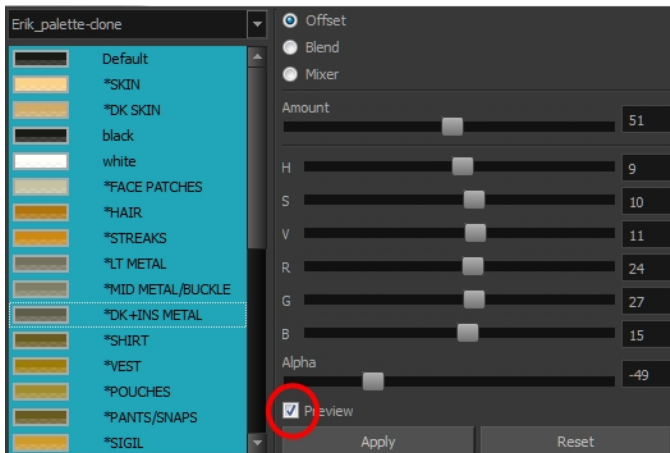 Erik_palette-clone
Default
*SKIN
*DK SKIN
black
white
*FACE PATCHES
*HAIR
*STREAKS
*LT METAL
*MID METAL/BUCKLE
*DK+INS METAL
*SHIRT
*VEST
*POUCHES
*PANTS/SNAPS
*SIGIL
Offset
Blend
Mixer
Amount
51
H 9
S 10
V 11
R 24
G 27
B 15
Alpha
-49
Preview
Apply Reset